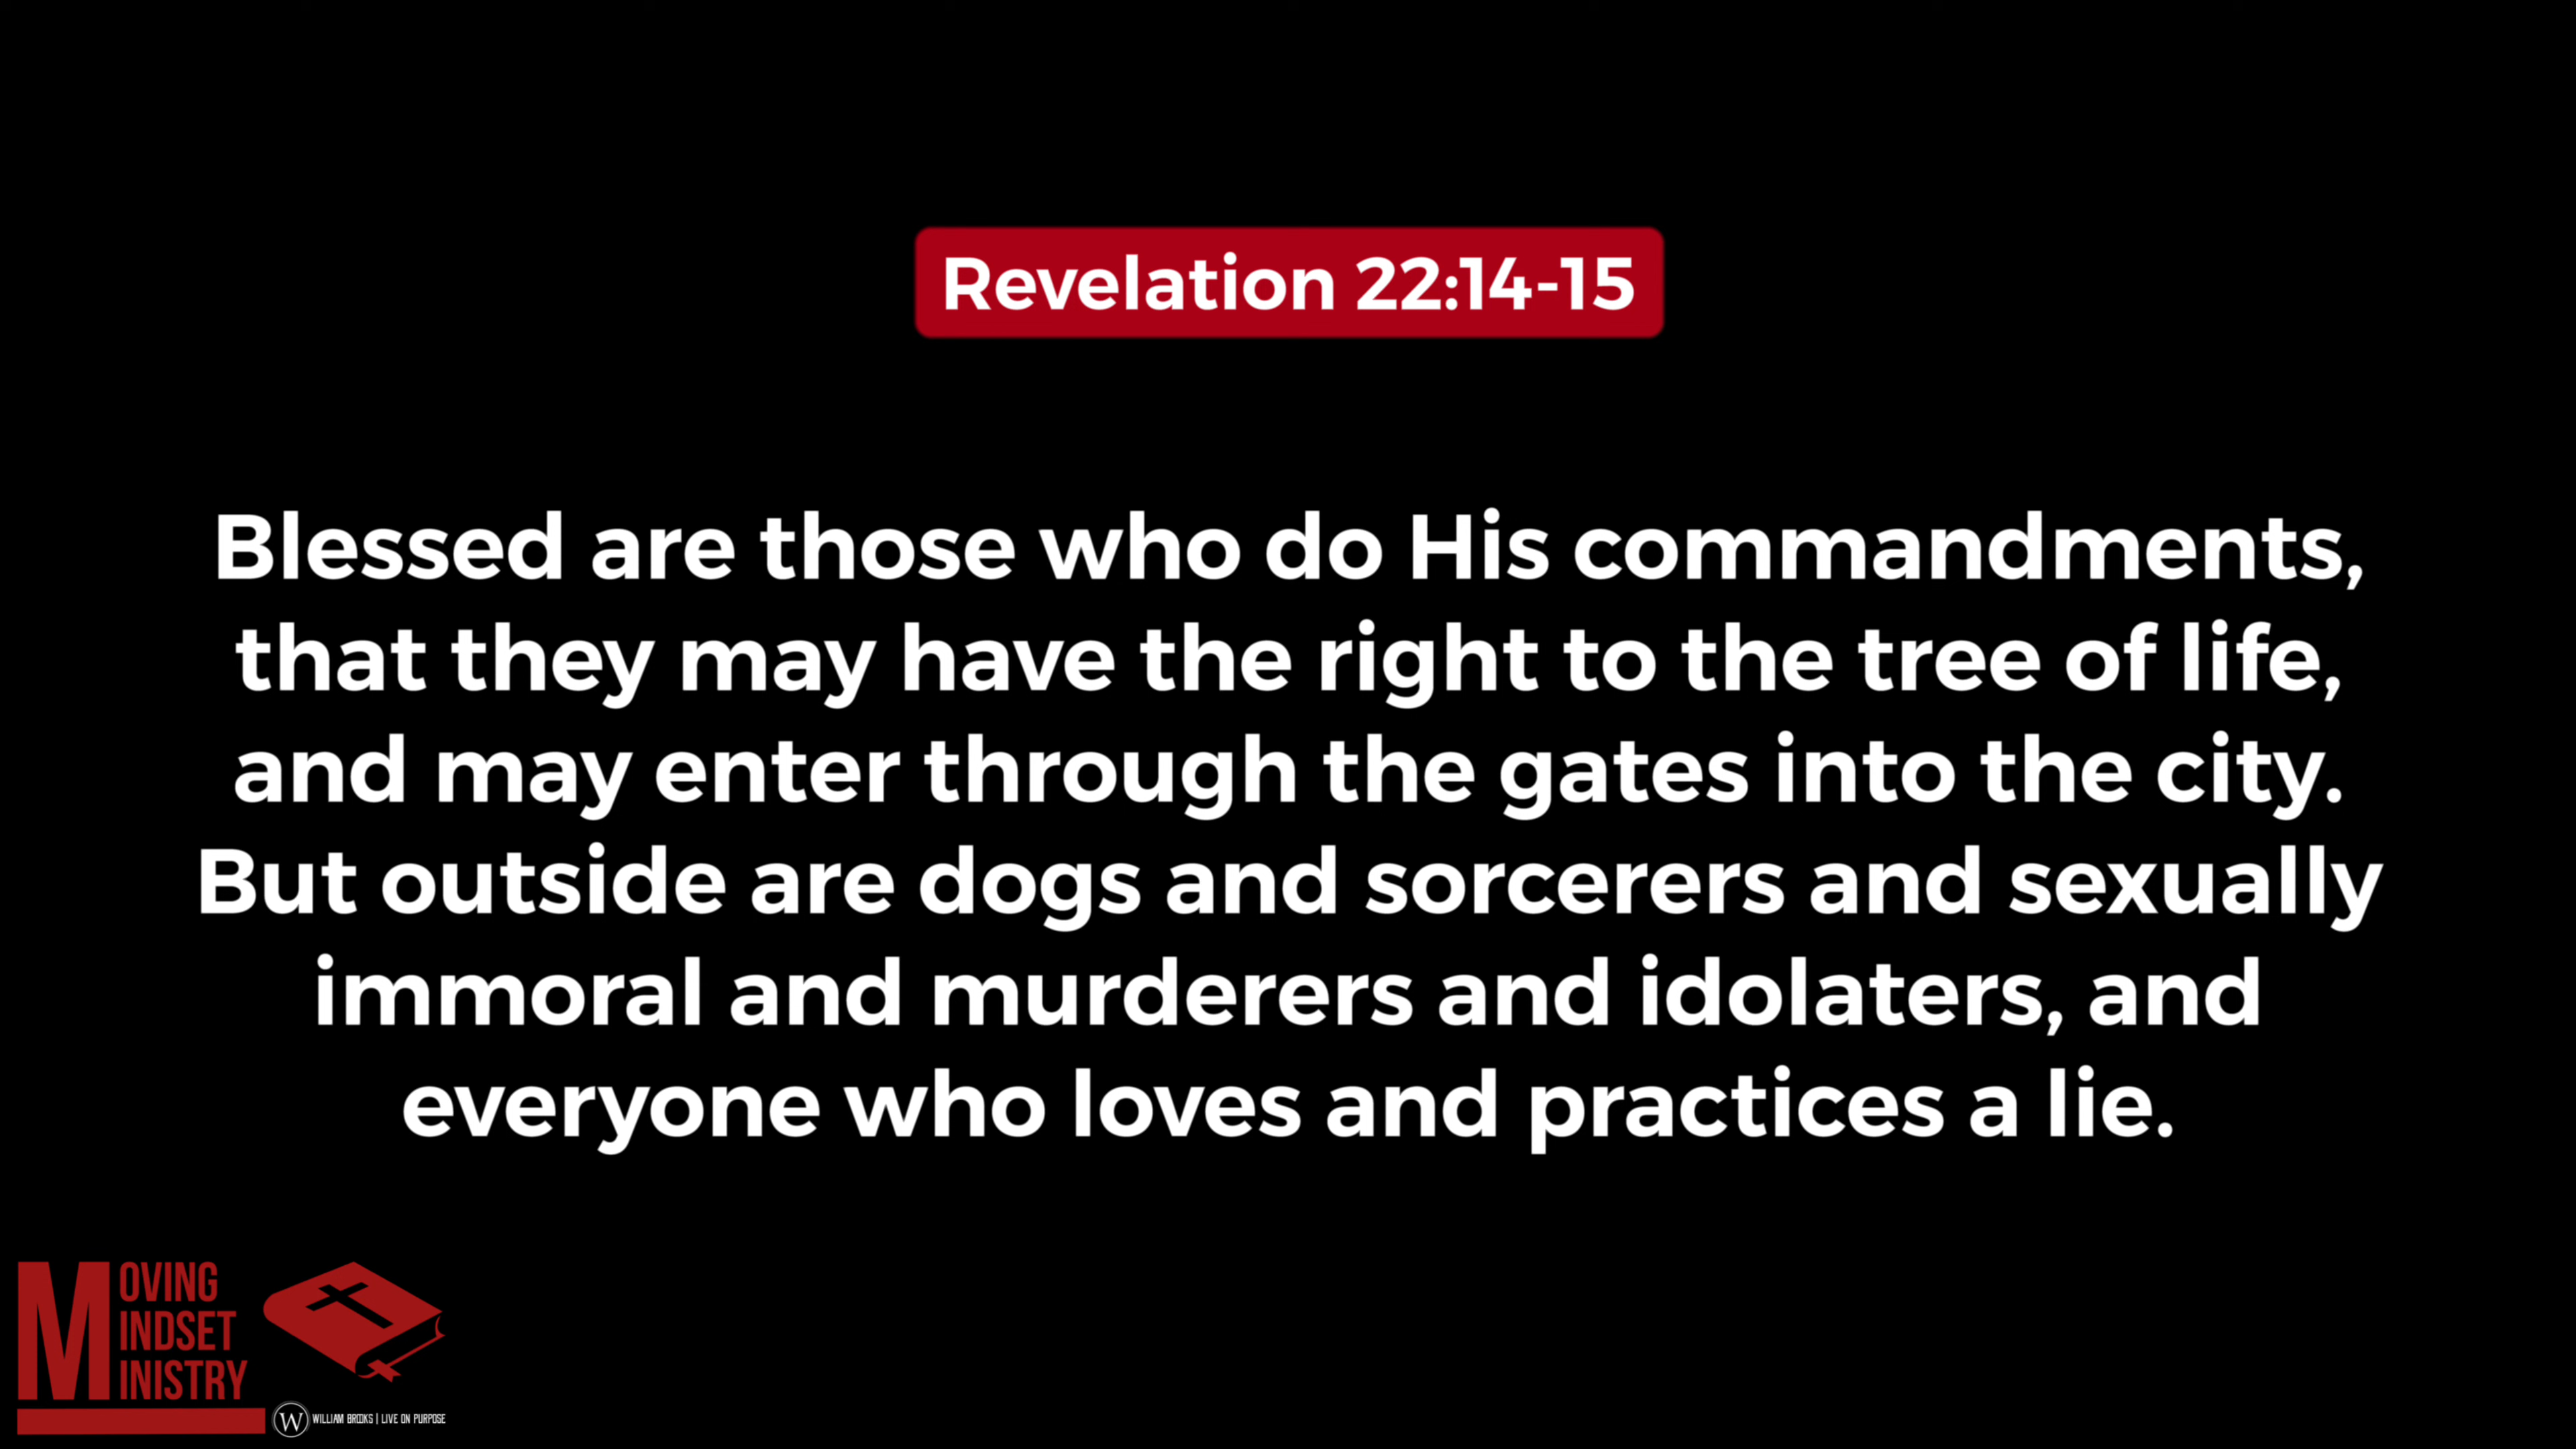 Revelation 22:14-15
Blessed are those who do His commandments,
that they may have the right to the tree of life,
and may enter through the gates into the city.
But outside are dogs and sorcerers and sexually
immoral and murderers and idolaters, and
everyone who loves and practices a lie.
MOVING
MINDSET
MINISTRY
W WILLIAM BROOKS | LIVE ON PURPOSE